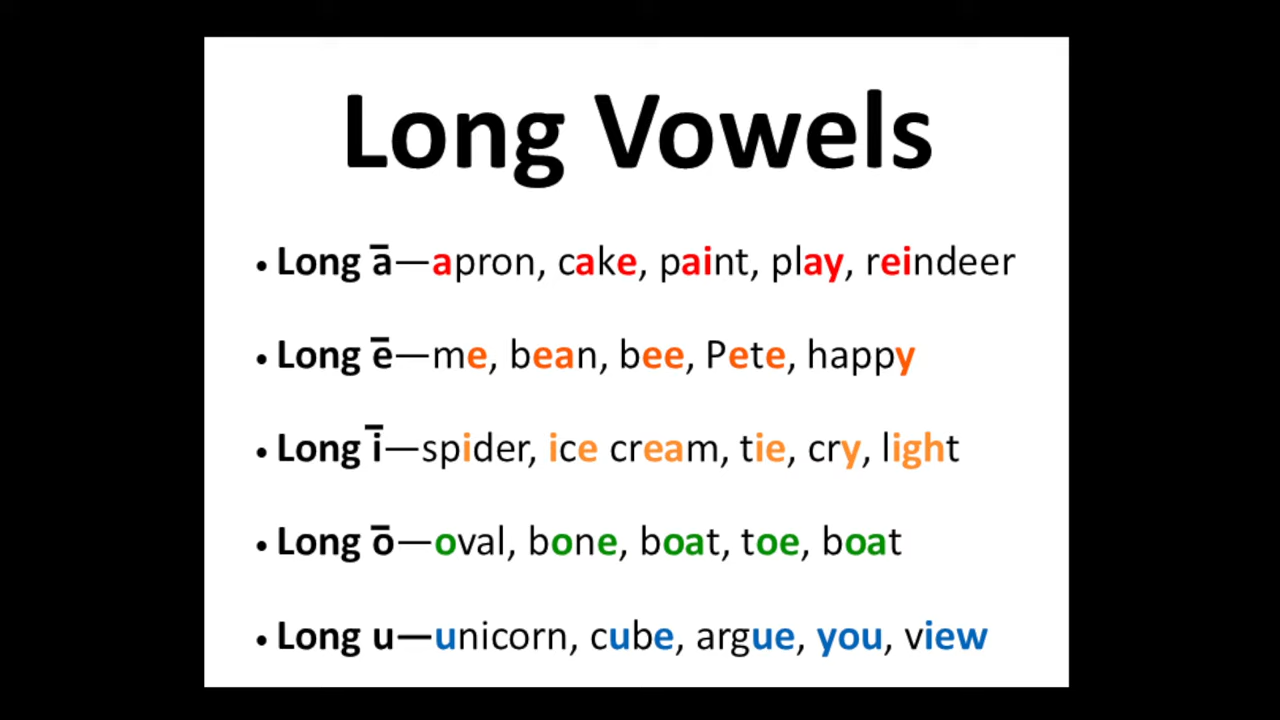 Long Vowels
• Long ā—apron, cake, paint, play, reindeer
• Long ē—me, bean, bee, Pete, happy
• Long ī—spider, ice cream, tie, cry, light
• Long ō—oval, bone, boat, toe, boat
• Long u—unicorn, cube, argue, you, view